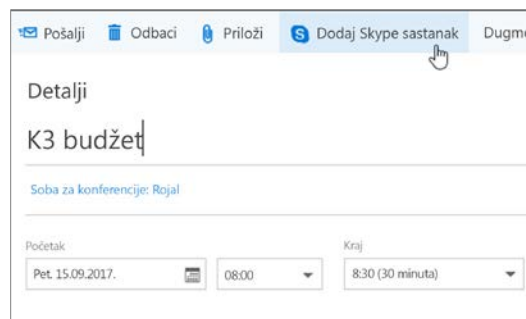 Pošalji Odbaci Priloži Dodaj Skype sastanak
Detalji
K3 budžet
Soba za konferencije: Rojal
Početak Kraj
Pet. 15.09.2017. 08:00 8:30 (30 minuta)